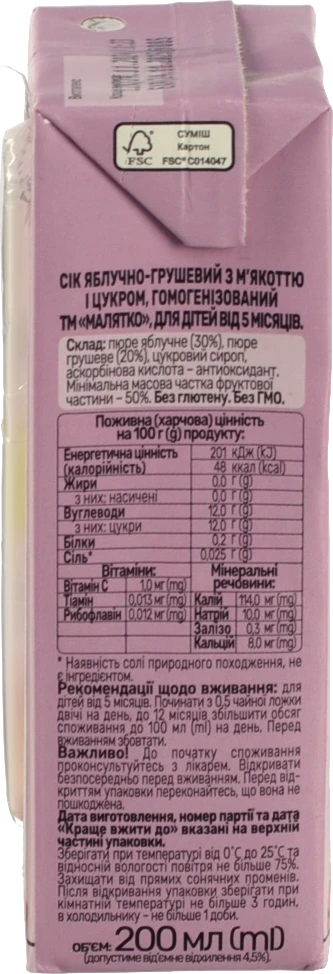 Виготовлено
FSC
СУМІШ
Картон
FSC® C014047
СІК ЯБЛУЧНО-ГРУШЕВИЙ З М'ЯКОТТЮ
І ЦУКРОМ, ГОМОГЕНІЗОВАНИЙ
ТМ «МАЛЯТКО», ДЛЯ ДІТЕЙ ВІД 5 МІСЯЦІВ.
Склад: пюре яблучне (30%), пюре
грушеве (20%), цукровий сироп,
аскорбінова кислота – антиоксидант.
Мінімальна масова частка фруктової
частини – 50%. Без глютену. Без ГМО.
Поживна (харчова) цінність
на 100 г (g) продукту:
Енергетична цінність 201 кДж (kJ)
(калорійність) 48 ккал (kcal)
Жири 0,0 г (g)
з них: насичені 0,0 г (g)
Вуглеводи 12,0 г (g)
з них: цукри 12,0 г (g)
Білки 0,2 г (g)
Сіль* 0,025 г (g)
Вітаміни: Мінеральні
речовини:
Вітамін С 1,0 мг (mg)
Тіамін 0,013 мг (mg) Калій 114,0 мг (mg)
Рибофлавін 0,012 мг (mg) Натрій 10,0 мг (mg)
Залізо 0,3 мг (mg)
Кальцій 8,0 мг (mg)
* Наявність солі природного походження, не
є інгредієнтом.
Рекомендації щодо вживання: для
дітей від 5 місяців. Починати з 0,5 чайної ложки
двічі на день, до 12 місяців збільшити обсяг
споживання до 100 мл (ml) на день. Перед
вживанням збовтати.
Важливо! До початку споживання
проконсультуйтесь з лікарем. Відкривати
безпосередньо перед вживанням. Перед від-
криттям упаковки переконайтесь, що вона не
пошкоджена.
Дата виготовлення, номер партії та дата
«Краще вжити до» вказані на верхній
частині упаковки.
Зберігати при температурі від 0˚С до 25˚С та
відносній вологості повітря не більше 75%.
Захищати від прямих сонячних променів.
Після відкривання упаковки зберігати при
кімнатній температурі не більше 3 годин,
в холодильнику – не більше 1 доби.
ОБ'ЄМ: 200 МЛ (ml)
(допустиме від'ємне відхилення 4,5%).